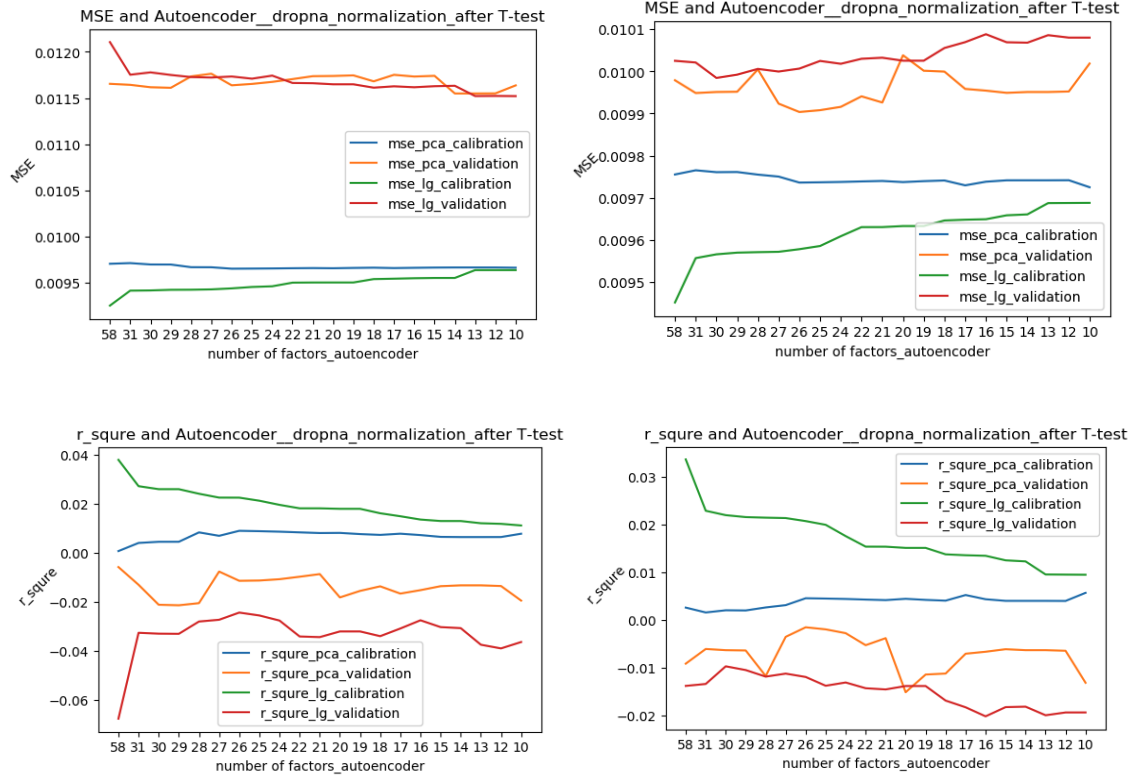 MSE and Autoencoder__dropna_normalization_after T-test
0.0120
0.0115
0.0110
0.0105
0.0100
0.0095
MSE
mse_pca_calibration
mse_pca_validation
mse_lg_calibration
mse_lg_validation
58 31 30 29 28 27 26 25 24 22 21 20 19 18 17 16 15 14 13 12 10
number of factors_autoencoder
MSE and Autoencoder__dropna_normalization_after T-test
0.0101
0.0100
0.0099
0.0098
0.0097
0.0096
0.0095
MSE
mse_pca_calibration
mse_pca_validation
mse_lg_calibration
mse_lg_validation
58 31 30 29 28 27 26 25 24 22 21 20 19 18 17 16 15 14 13 12 10
number of factors_autoencoder
r_squre and Autoencoder__dropna_normalization_after T-test
0.04
0.02
0.00
−0.02
−0.04
−0.06
r_squre
r_squre_pca_calibration
r_squre_pca_validation
r_squre_lg_calibration
r_squre_lg_validation
58 31 30 29 28 27 26 25 24 22 21 20 19 18 17 16 15 14 13 12 10
number of factors_autoencoder
r_squre and Autoencoder__dropna_normalization_after T-test
0.03
0.02
0.01
0.00
−0.01
−0.02
r_squre
r_squre_pca_calibration
r_squre_pca_validation
r_squre_lg_calibration
r_squre_lg_validation
58 31 30 29 28 27 26 25 24 22 21 20 19 18 17 16 15 14 13 12 10
number of factors_autoencoder